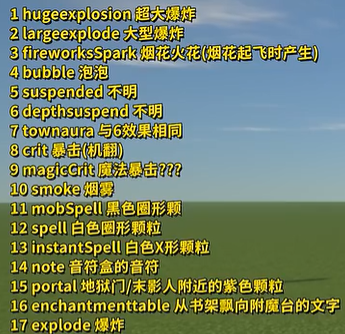 1 hugeexplosion 超大爆炸
2 largeexplode 大型爆炸
3 fireworksSpark 烟花火花(烟花起飞时产生)
4 bubble 泡泡
5 suspended 不明
6 depthsuspend 不明
7 townaura 与6效果相同
8 crit 暴击(机翻)
9 magicCrit 魔法暴击???
10 smoke 烟雾
11 mobSpell 黑色圈形颗
12 spell 白色圈形颗粒
13 instantSpell 白色X形颗粒
14 note 音符盒的音符
15 portal 地狱门/末影人附近的紫色颗粒
16 enchantmenttable 从书架飘向附魔台的文字
17 explode 爆炸